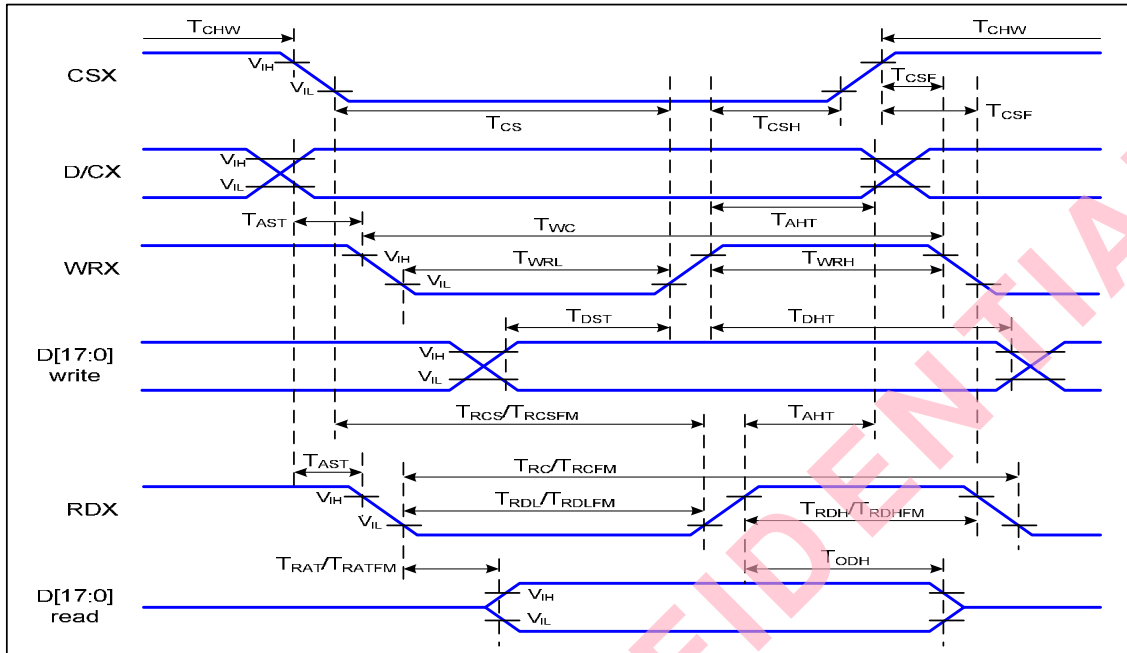 TCHW TCHW
CSX VIH TCSF
VIL TCSF
TCS TCSH
D/CX VIH
VIL
TAST TWC TAHT
WRX VIH TWRL TWRH
VIL
TDST TDHT
D[17:0] VIH
write VIL
TRCS/TRCSFM TAHT
TAST TRC/TRCFM
RDX VIH TRDL/TRDLFM TRDH/TRDHFM
VIL
TRAT/TRATFM TODH
D[17:0] VIH
read VIL